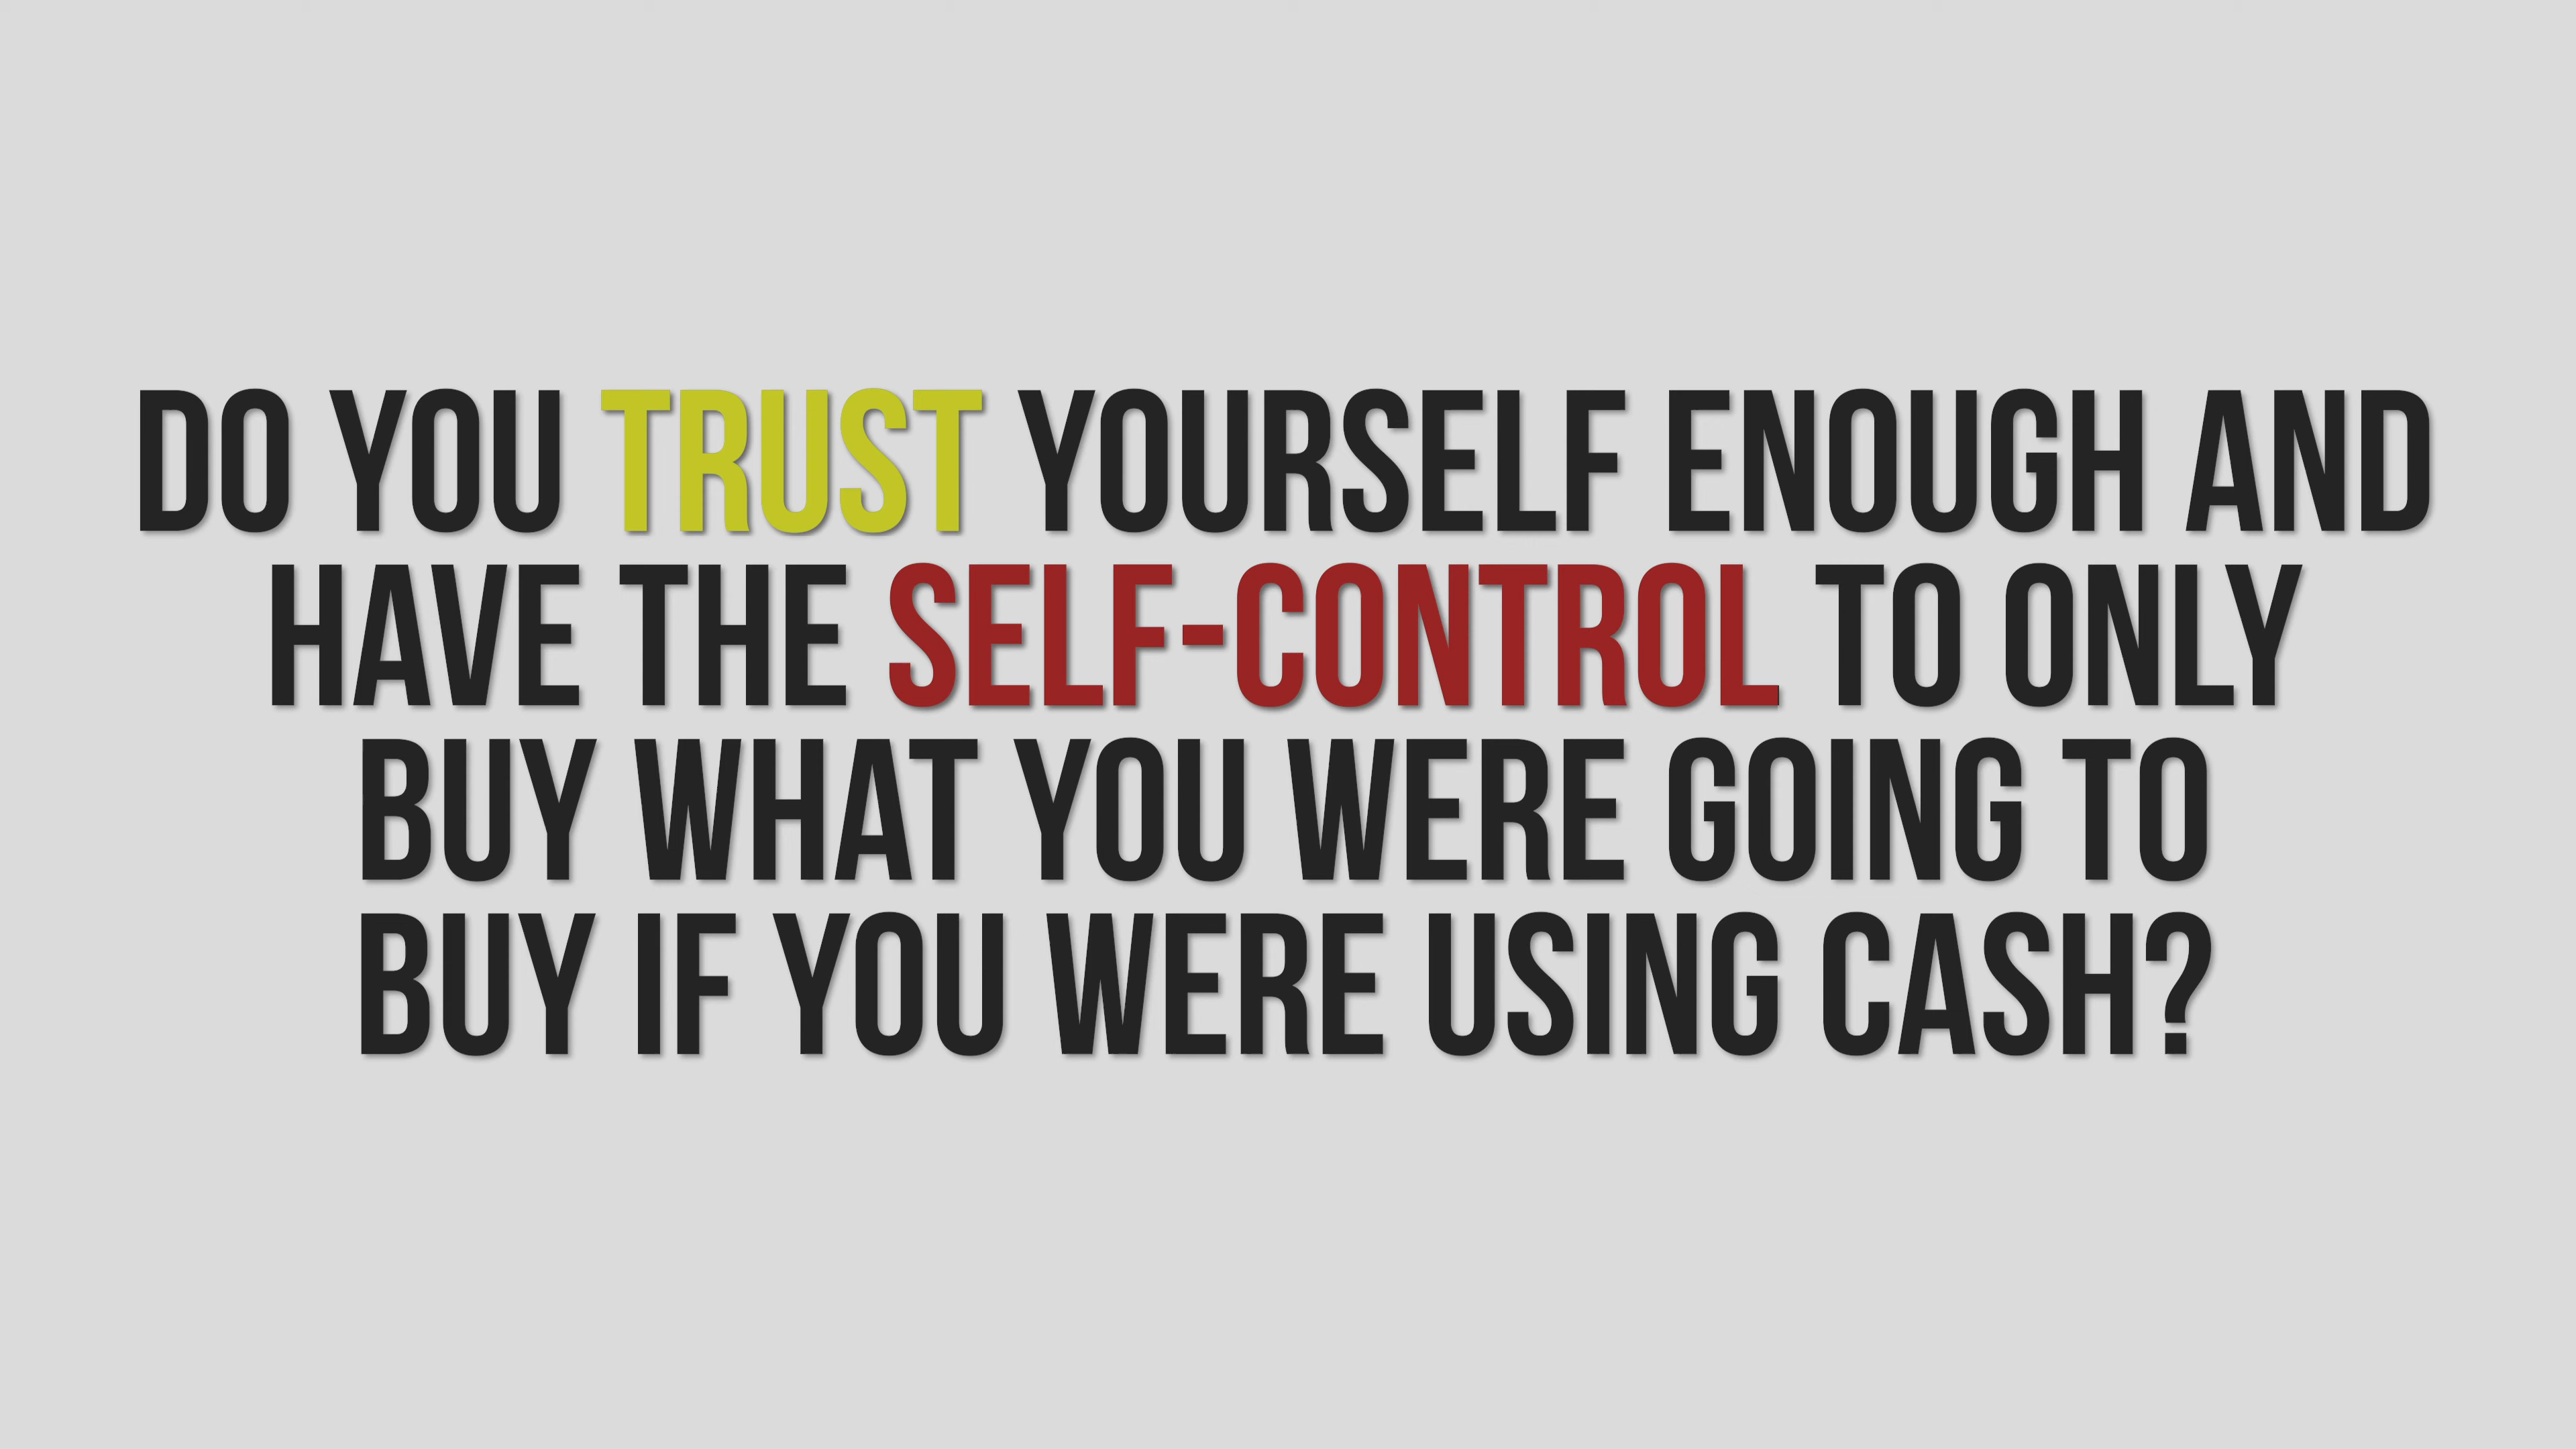 DO YOU TRUST YOURSELF ENOUGH AND
HAVE THE SELF-CONTROL TO ONLY
BUY WHAT YOU WERE GOING TO
BUY IF YOU WERE USING CASH?